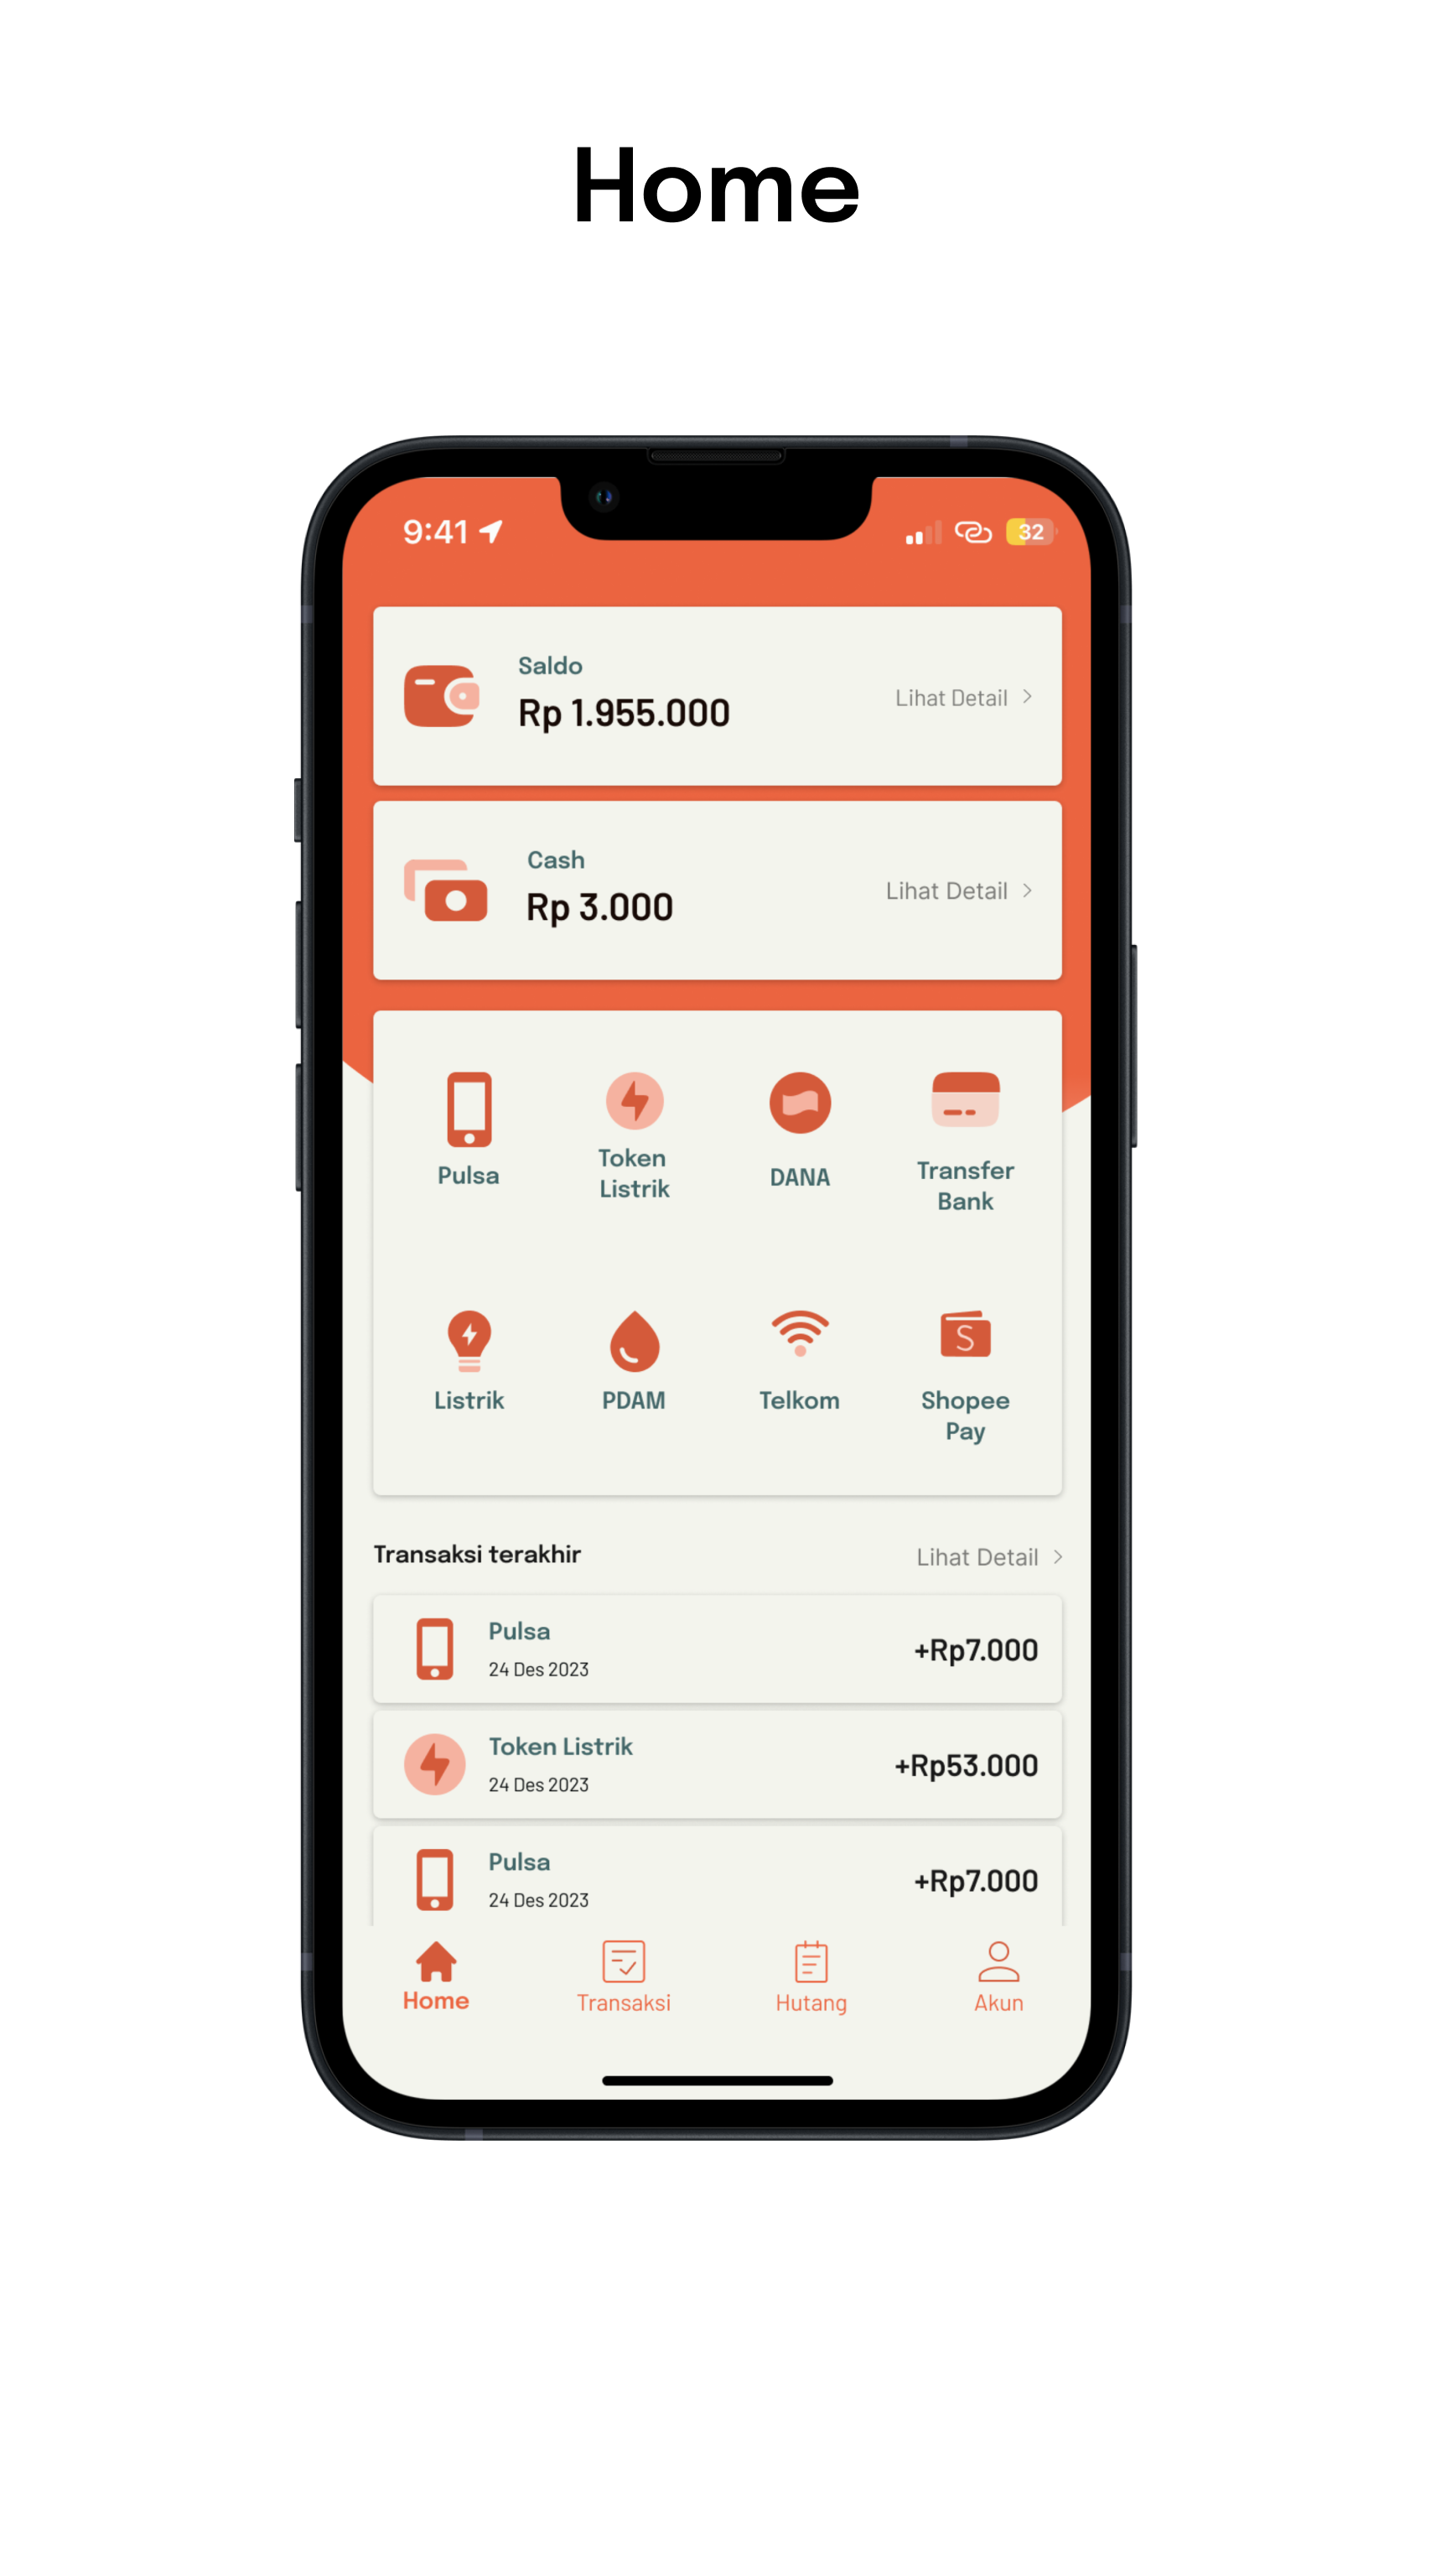 Home
9:41
32
Saldo
Rp 1.955.000
Lihat Detail
Cash
Rp 3.000
Lihat Detail
Pulsa
Token
Listrik
DANA
Transfer
Bank
Listrik
PDAM
Telkom
S
Shopee
Pay
Transaksi terakhir
Lihat Detail
Pulsa
24 Des 2023
+Rp7.000
Token Listrik
24 Des 2023
+Rp53.000
Pulsa
24 Des 2023
+Rp7.000
Home
Transaksi
Hutang
Akun